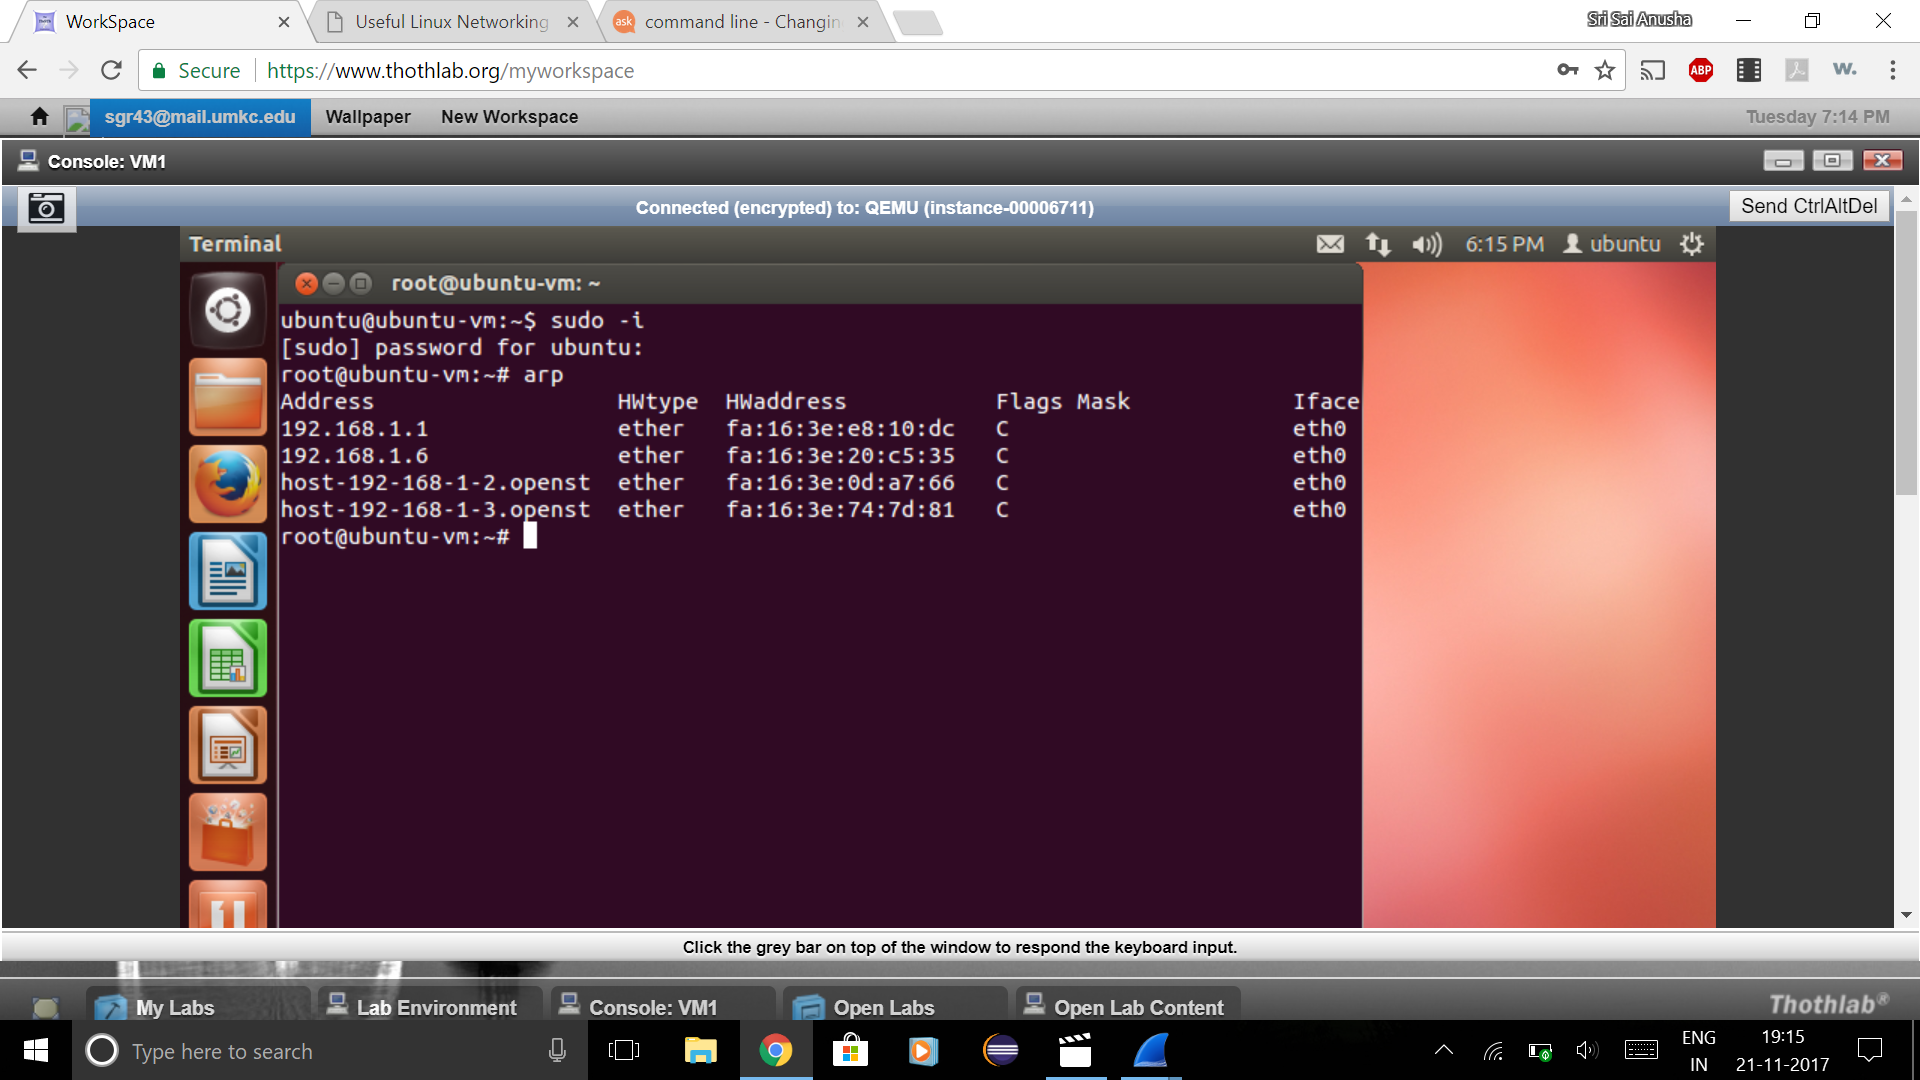 WorkSpace
Useful Linux Networking
command line - Changin
Sri Sai Anusha
Secure
https://www.thothlab.org/myworkspace
ABP
W.
sgr43@mail.umkc.edu
Wallpaper
New Workspace
Tuesday 7:14 PM
Console: VM1
Connected (encrypted) to: QEMU (instance-00006711)
Send CtrlAltDel
Terminal
6:15 PM
ubuntu
root@ubuntu-vm: ~
ubuntu@ubuntu-vm:~$ sudo -i
[sudo] password for ubuntu:
root@ubuntu-vm:~# arp
Address HWtype HWaddress Flags Mask Iface
192.168.1.1 ether fa:16:3e:e8:10:dc C eth0
192.168.1.6 ether fa:16:3e:20:c5:35 C eth0
host-192-168-1-2.openst ether fa:16:3e:0d:a7:66 C eth0
host-192-168-1-3.openst ether fa:16:3e:74:7d:81 C eth0
root@ubuntu-vm:~#
Click the grey bar on top of the window to respond the keyboard input.
My Labs
Lab Environment
Console: VM1
Open Labs
Open Lab Content
Thothlab®
Type here to search
ENG
IN
19:15
21-11-2017